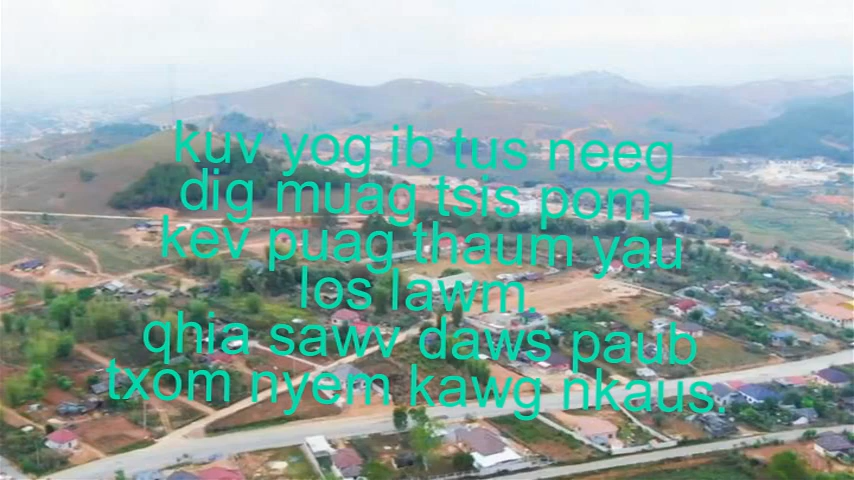 kuv yog ib tus neeg
dig muag tsis pom
kev puag thaum yau
los lawm.
qhia sawv daws paub
txom nyem kawg nkaus.